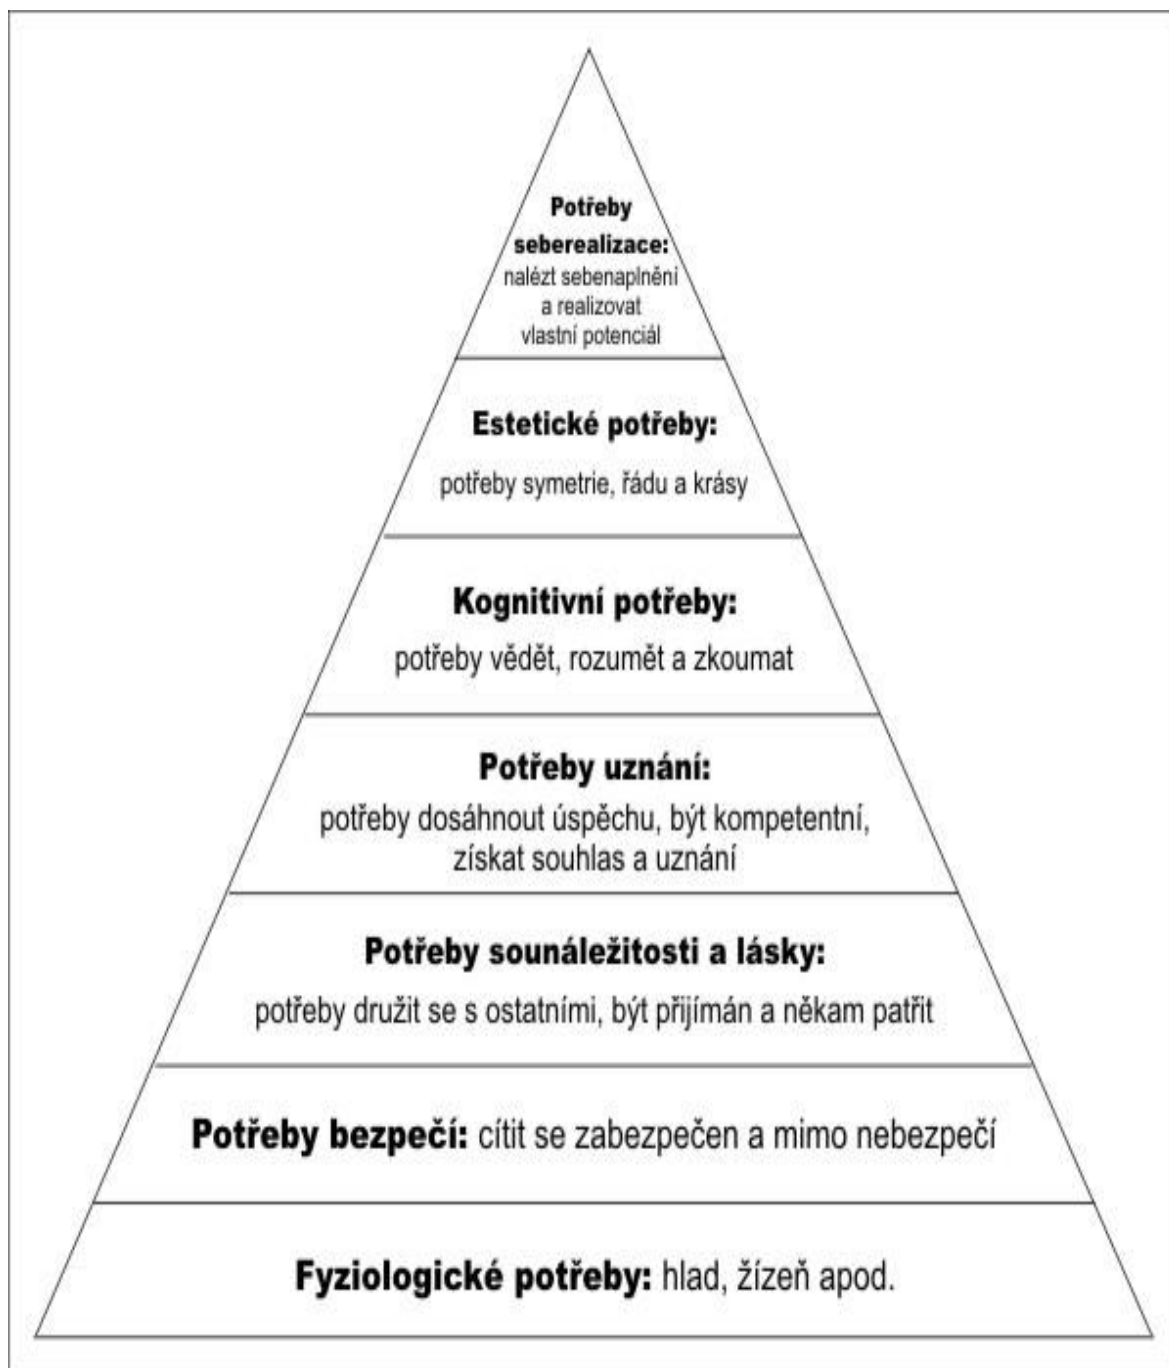 Potřeby
seberealizace:
nalézt sebenaplnění
a realizovat
vlastní potenciál
Estetické potřeby:
potřeby symetrie, řádu a krásy
Kognitivní potřeby:
potřeby vědět, rozumět a zkoumat
Potřeby uznání:
potřeby dosáhnout úspěchu, být kompetentní,
získat souhlas a uznání
Potřeby sounáležitosti a lásky:
potřeby družit se s ostatními, být přijímán a někam patřit
Potřeby bezpečí: cítit se zabezpečen a mimo nebezpečí
Fyziologické potřeby: hlad, žízeň apod.